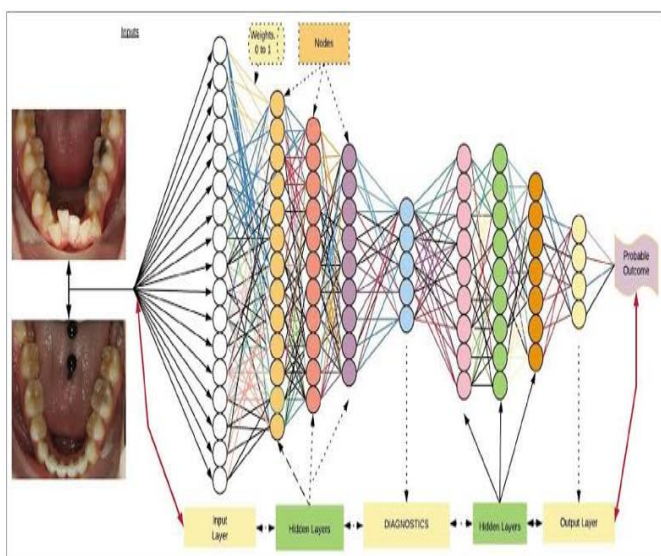 Inputs
Weights,
0 to 1
Nodes
Probable
Outcome
Input
Layer
Hidden Layers
DIAGNOSTICS
Hidden Layers
Output Layer